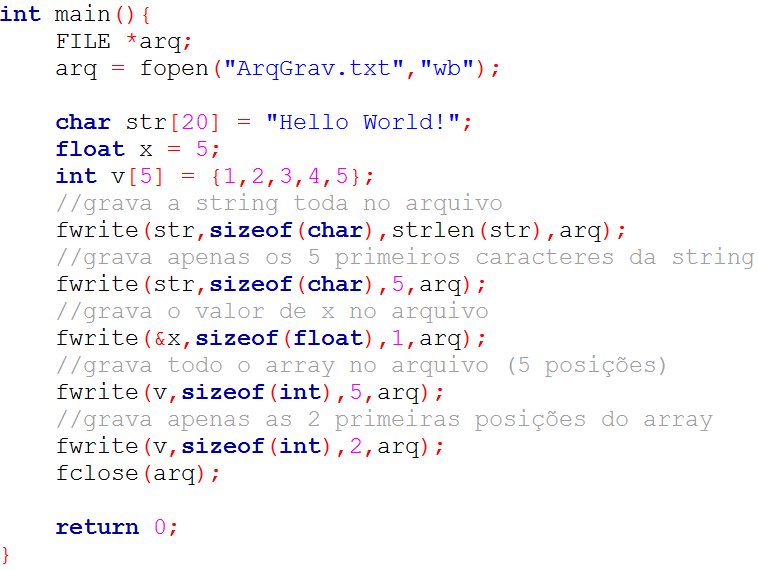 int main(){
    FILE *arq;
    arq = fopen("ArqGrav.txt","wb");

    char str[20] = "Hello World!";
    float x = 5;
    int v[5] = {1,2,3,4,5};
    //grava a string toda no arquivo
    fwrite(str,sizeof(char),strlen(str),arq);
    //grava apenas os 5 primeiros caracteres da string
    fwrite(str,sizeof(char),5,arq);
    //grava o valor de x no arquivo
    fwrite(&x,sizeof(float),1,arq);
    //grava todo o array no arquivo (5 posições)
    fwrite(v,sizeof(int),5,arq);
    //grava apenas as 2 primeiras posições do array
    fwrite(v,sizeof(int),2,arq);
    fclose(arq);

    return 0;
}